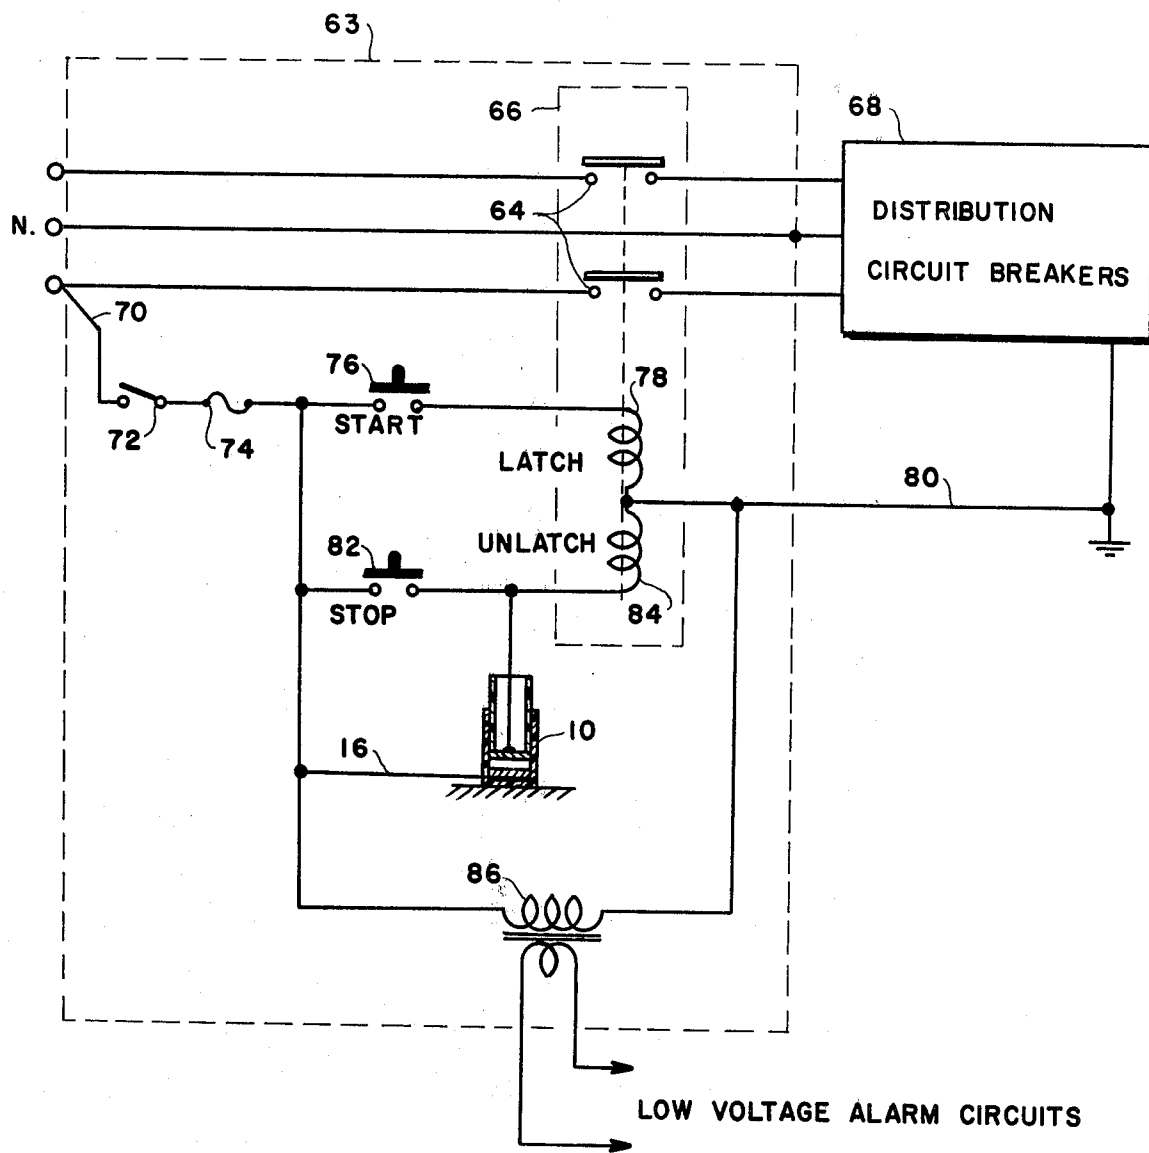 63
66
68
64
N.
DISTRIBUTION
CIRCUIT BREAKERS
70
76
78
72
74
START
LATCH
80
82
UNLATCH
STOP
84
10
16
86
LOW VOLTAGE ALARM CIRCUITS